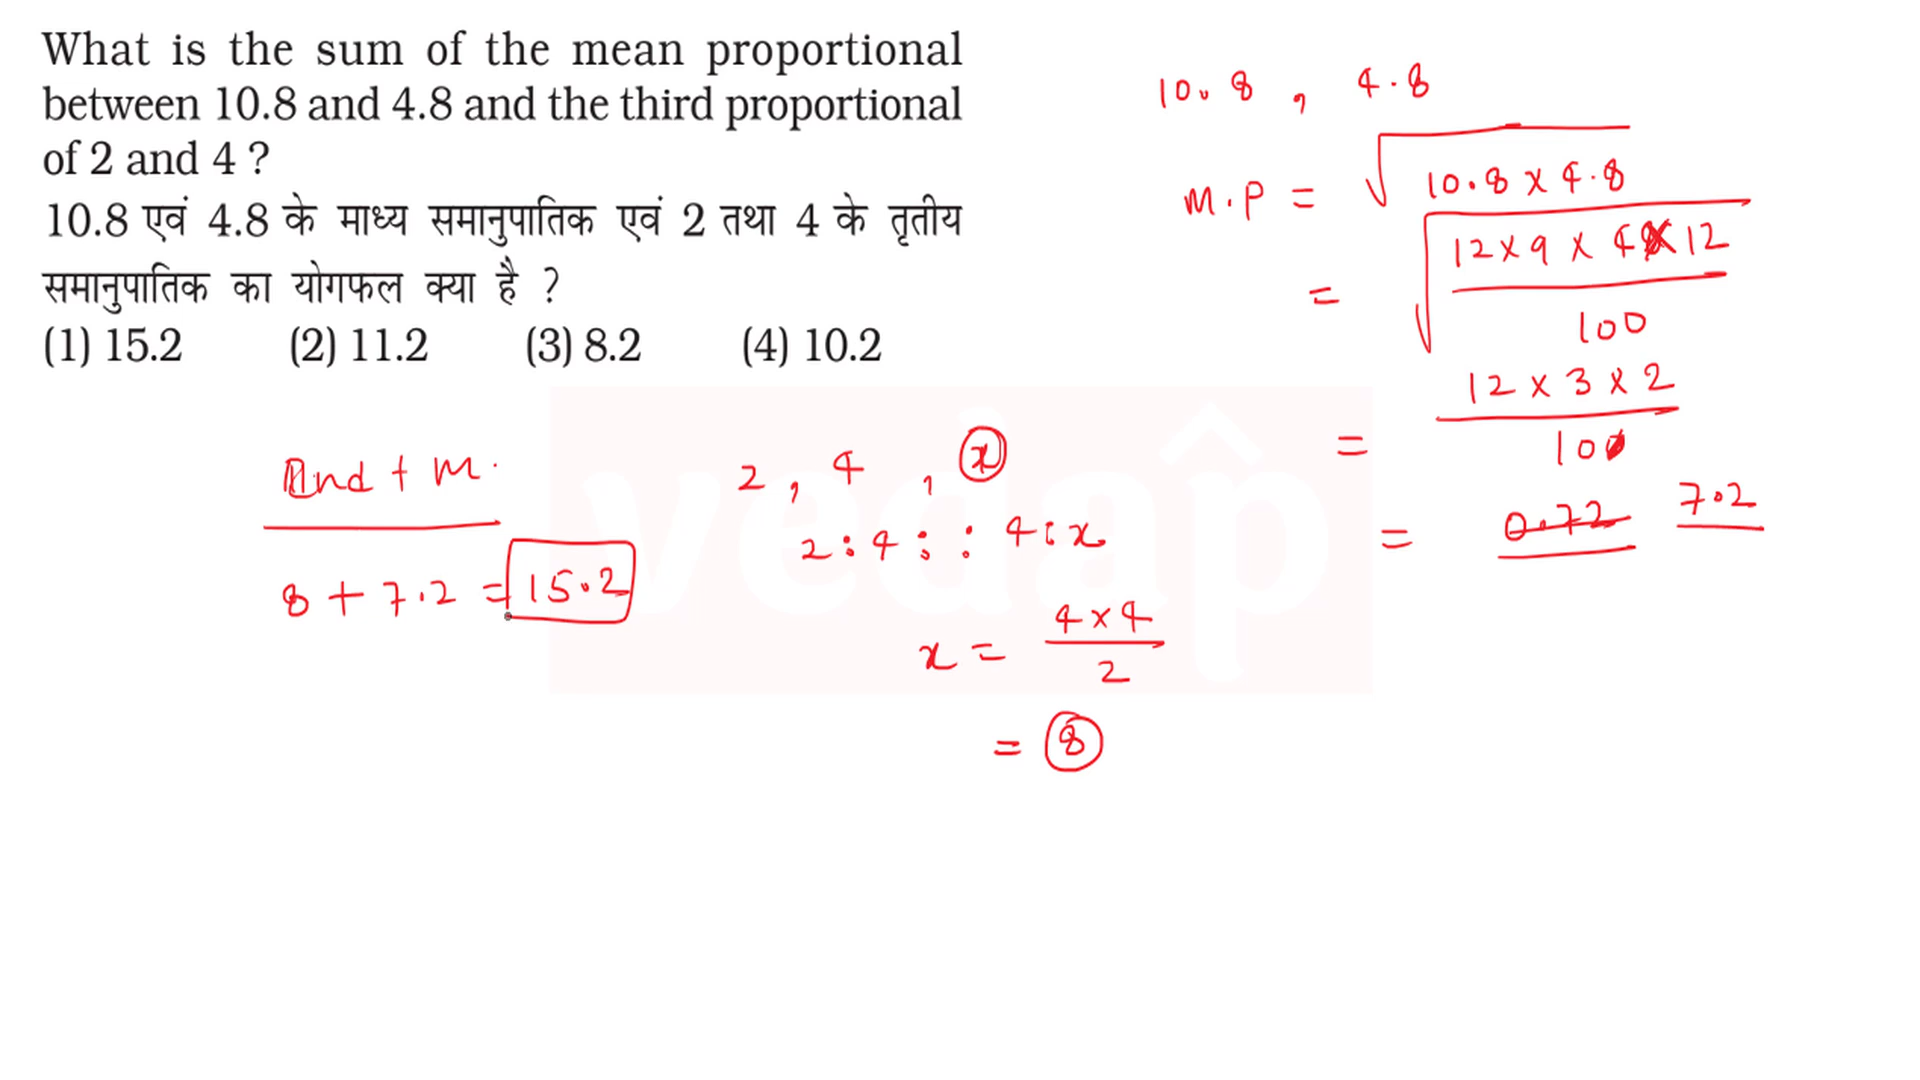 What is the sum of the mean proportional
between 10.8 and 4.8 and the third proportional
of 2 and 4 ?
10.8 एवं 4.8 के माध्य समानुपातिक एवं 2 तथा 4 के तृतीय
समानुपातिक का योगफल क्या है ?
(1) 15.2 (2) 11.2 (3) 8.2 (4) 10.2
10.8 , 4.8
M.P = √10.8 × 4.8
= √12 × 9 × 4 × 12
100
= 12 × 3 × 2
10
= 0.72 7.2
2 , 4 , x
2 : 4 : : 4 : x
x = 4 × 4
2
= 8
IIInd + M.
8 + 7.2 = 15.2
vedap